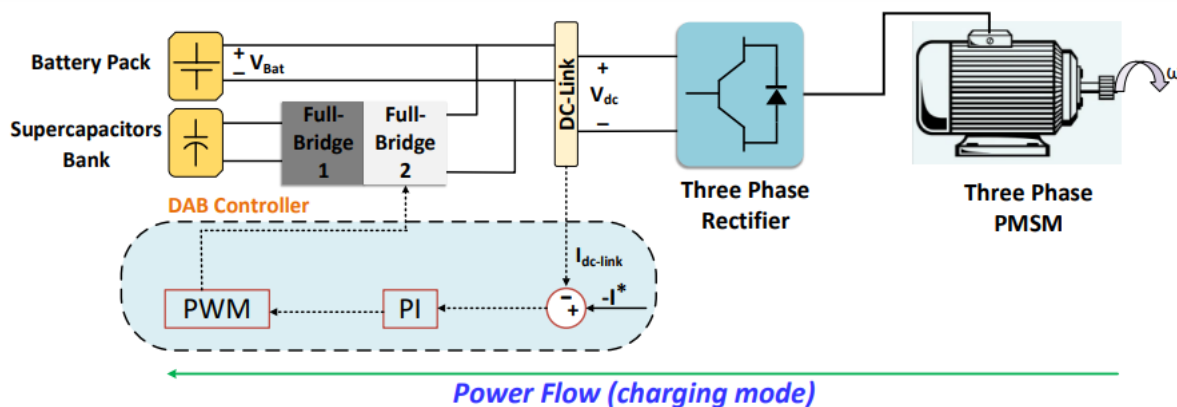 Battery Pack
+
−
V_Bat
Supercapacitors
Bank
Full-
Bridge
1
Full-
Bridge
2
DC-Link
+
V_dc
−
Three Phase
Rectifier
Three Phase
PMSM
ω
DAB Controller
I_dc-link
PWM
PI
−
+
-I*
Power Flow (charging mode)